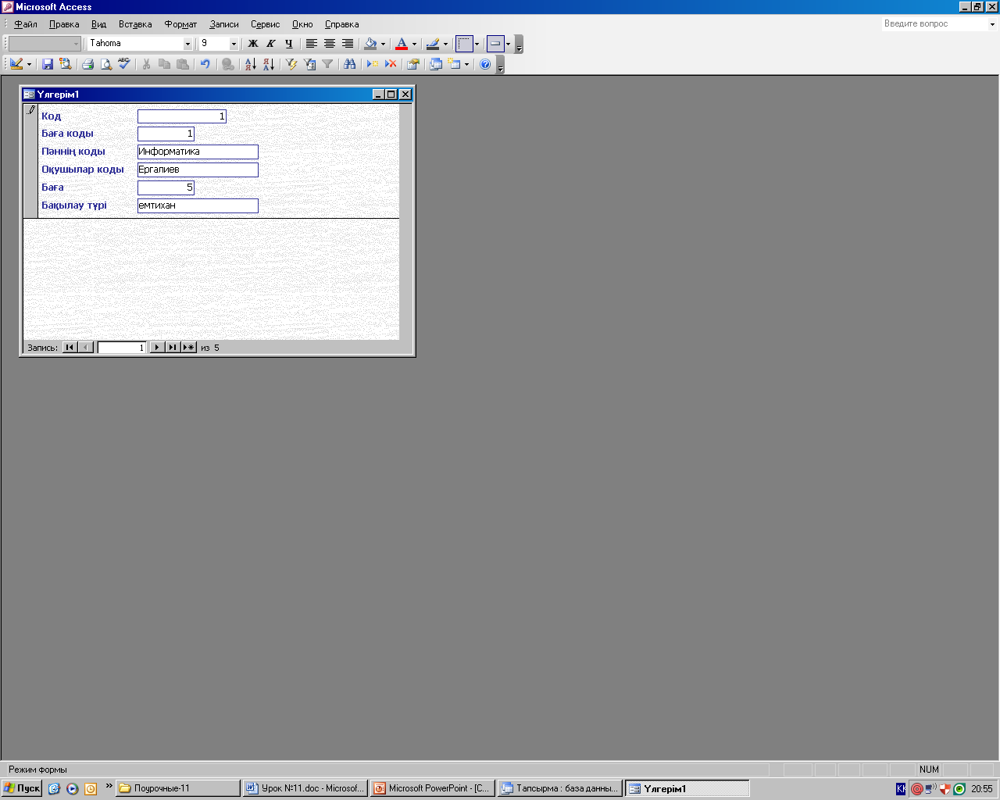 Microsoft Access
Файл Правка Вид Вставка Формат Записи Сервис Окно Справка Введите вопрос
Tahoma 9 Ж К Ч
Үлгерім1
Код 1
Баға коды 1
Пәннің коды Информатика
Оқушылар коды Ергалиев
Баға 5
Бақылау түрі емтихан
Запись: 1 из 5
Режим формы NUM
Пуск » Поурочные-11 Урок №11.doc - Microsof... Microsoft PowerPoint - [С... Тапсырма : база данны... Үлгерім1 KK 20:55